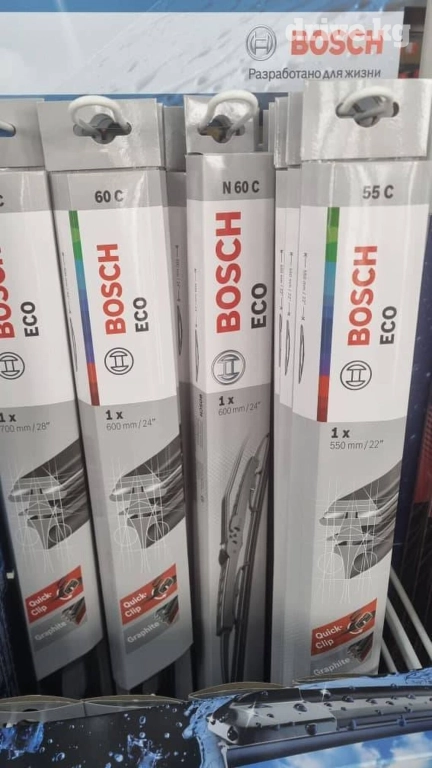 drive.kg
BOSCH
Разработано для жизни
C
BOSCH
ECO
1 x
700 mm / 28"
Quick-
Clip
Graphite
60 C
BOSCH
ECO
1 x
600 mm / 24"
Quick-
Clip
Graphite
N 60 C
BOSCH
ECO
1 x
600 mm / 24"
55 C
BOSCH
ECO
1 x
550 mm / 22"
Quick-
Clip
Graphite